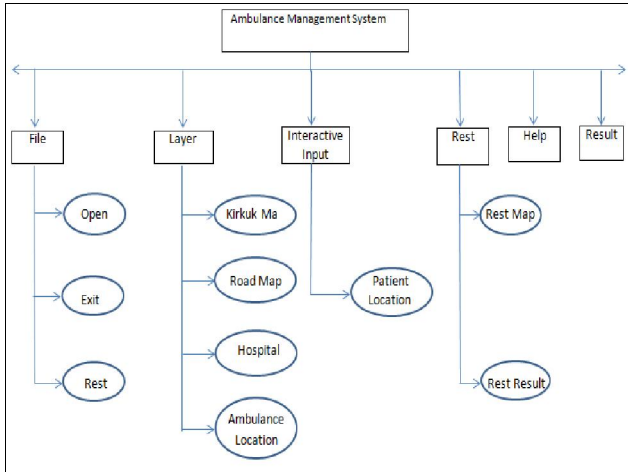 Ambulance Management System
File
Layer
Interactive
Input
Rest
Help
Result
Open
Exit
Rest
Kirkuk Ma
Road Map
Hospital
Ambulance
Location
Patient
Location
Rest Map
Rest Result